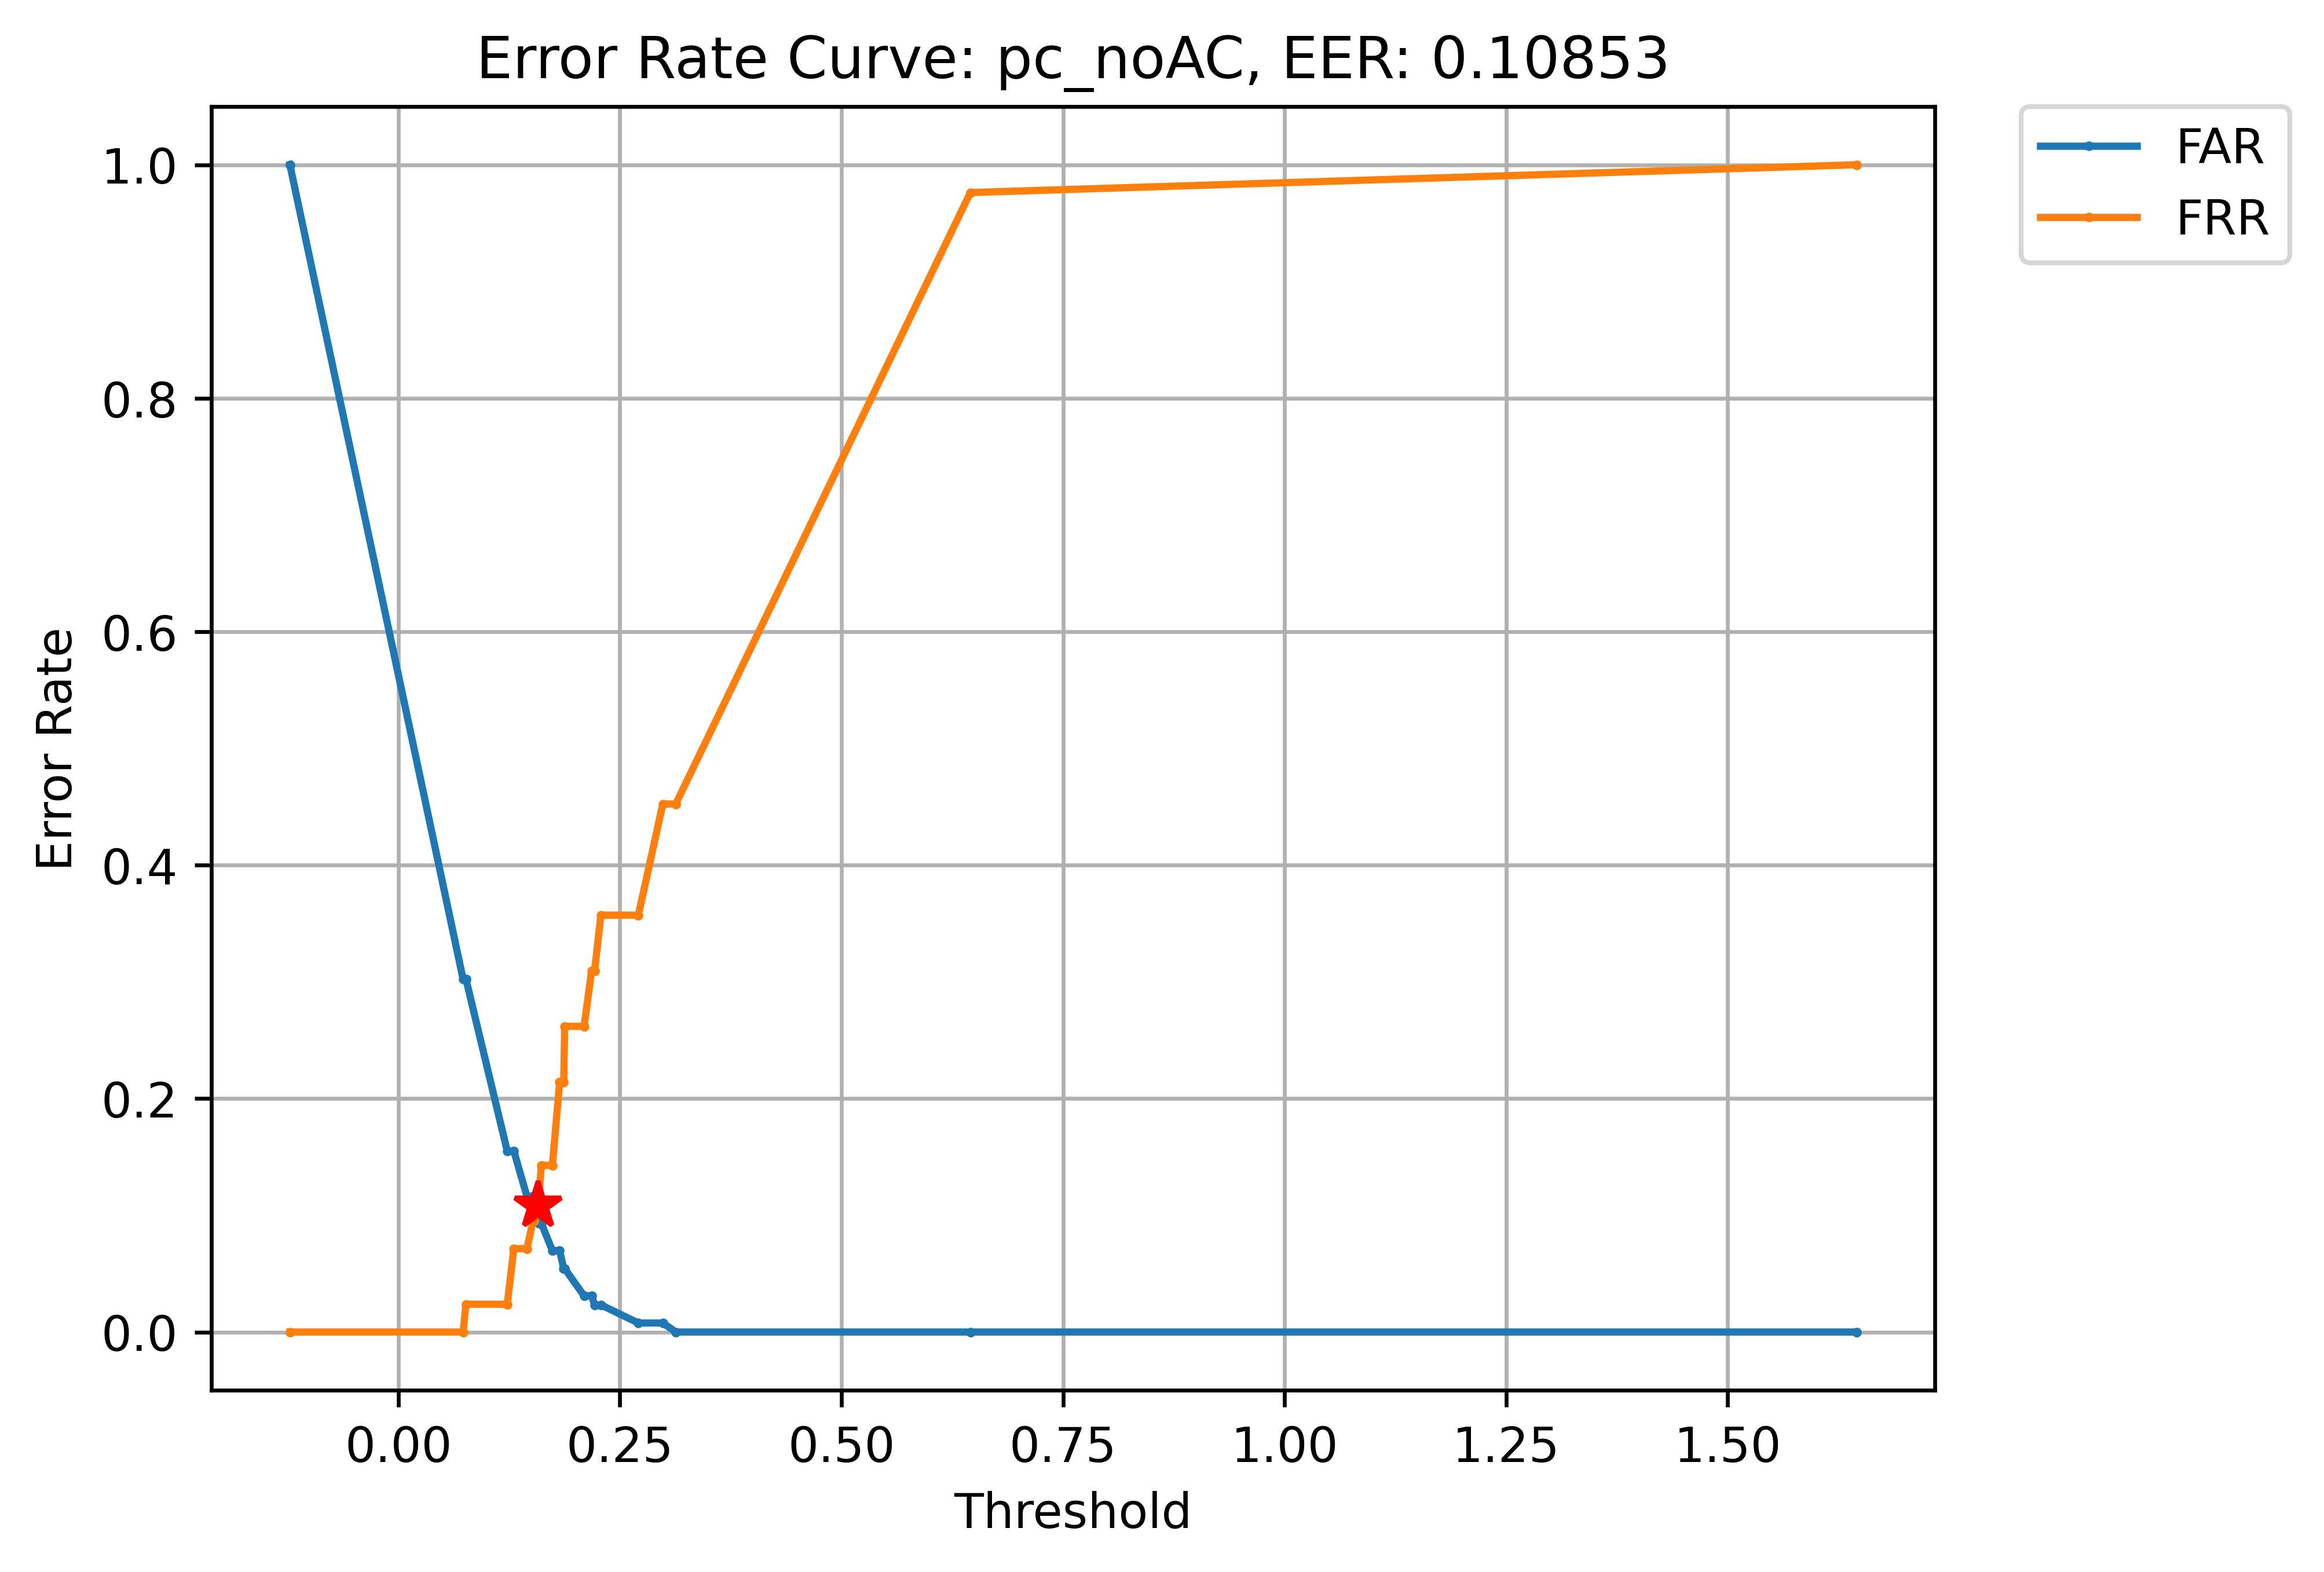 Error Rate Curve: pc_noAC, EER: 0.10853
FAR
FRR
1.0
0.8
0.6
0.4
0.2
0.0
Error Rate
0.00 0.25 0.50 0.75 1.00 1.25 1.50
Threshold